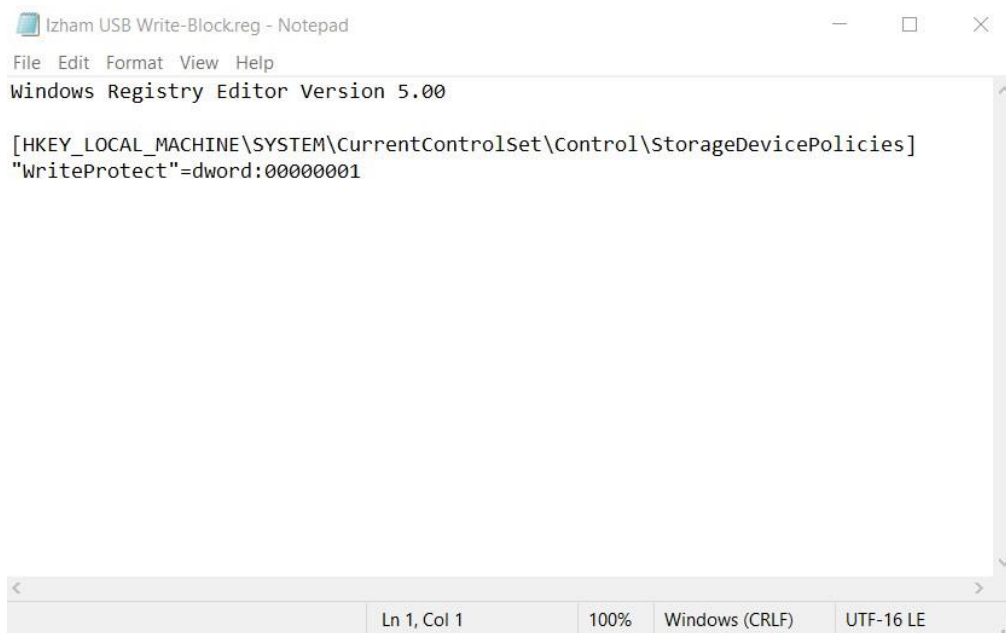 Izham USB Write-Block.reg - Notepad
File Edit Format View Help
Windows Registry Editor Version 5.00
[HKEY_LOCAL_MACHINE\SYSTEM\CurrentControlSet\Control\StorageDevicePolicies]
"WriteProtect"=dword:00000001
Ln 1, Col 1 100% Windows (CRLF) UTF-16 LE